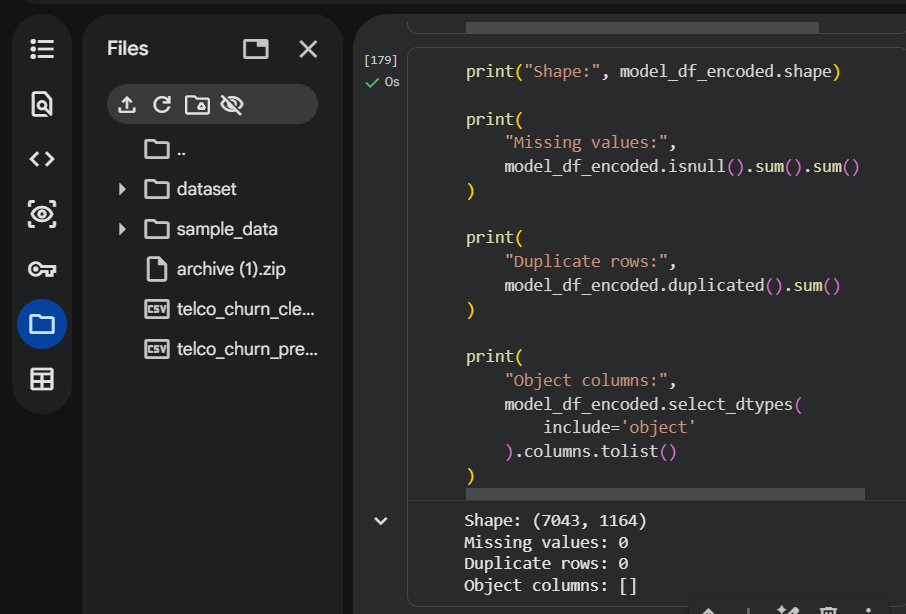 Files
..
dataset
sample_data
archive (1).zip
CSV telco_churn_cle...
CSV telco_churn_pre...
[179]
0s
print("Shape:", model_df_encoded.shape)
print(
"Missing values:",
model_df_encoded.isnull().sum().sum()
)
print(
"Duplicate rows:",
model_df_encoded.duplicated().sum()
)
print(
"Object columns:",
model_df_encoded.select_dtypes(
include='object'
).columns.tolist()
)
Shape: (7043, 1164)
Missing values: 0
Duplicate rows: 0
Object columns: []